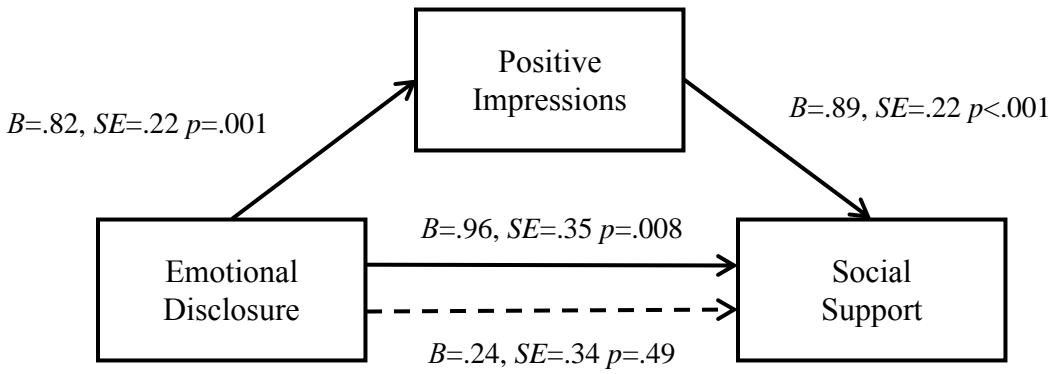 Positive
Impressions
B=.82, SE=.22 p=.001
B=.89, SE=.22 p<.001
B=.96, SE=.35 p=.008
Emotional
Disclosure
Social
Support
B=.24, SE=.34 p=.49